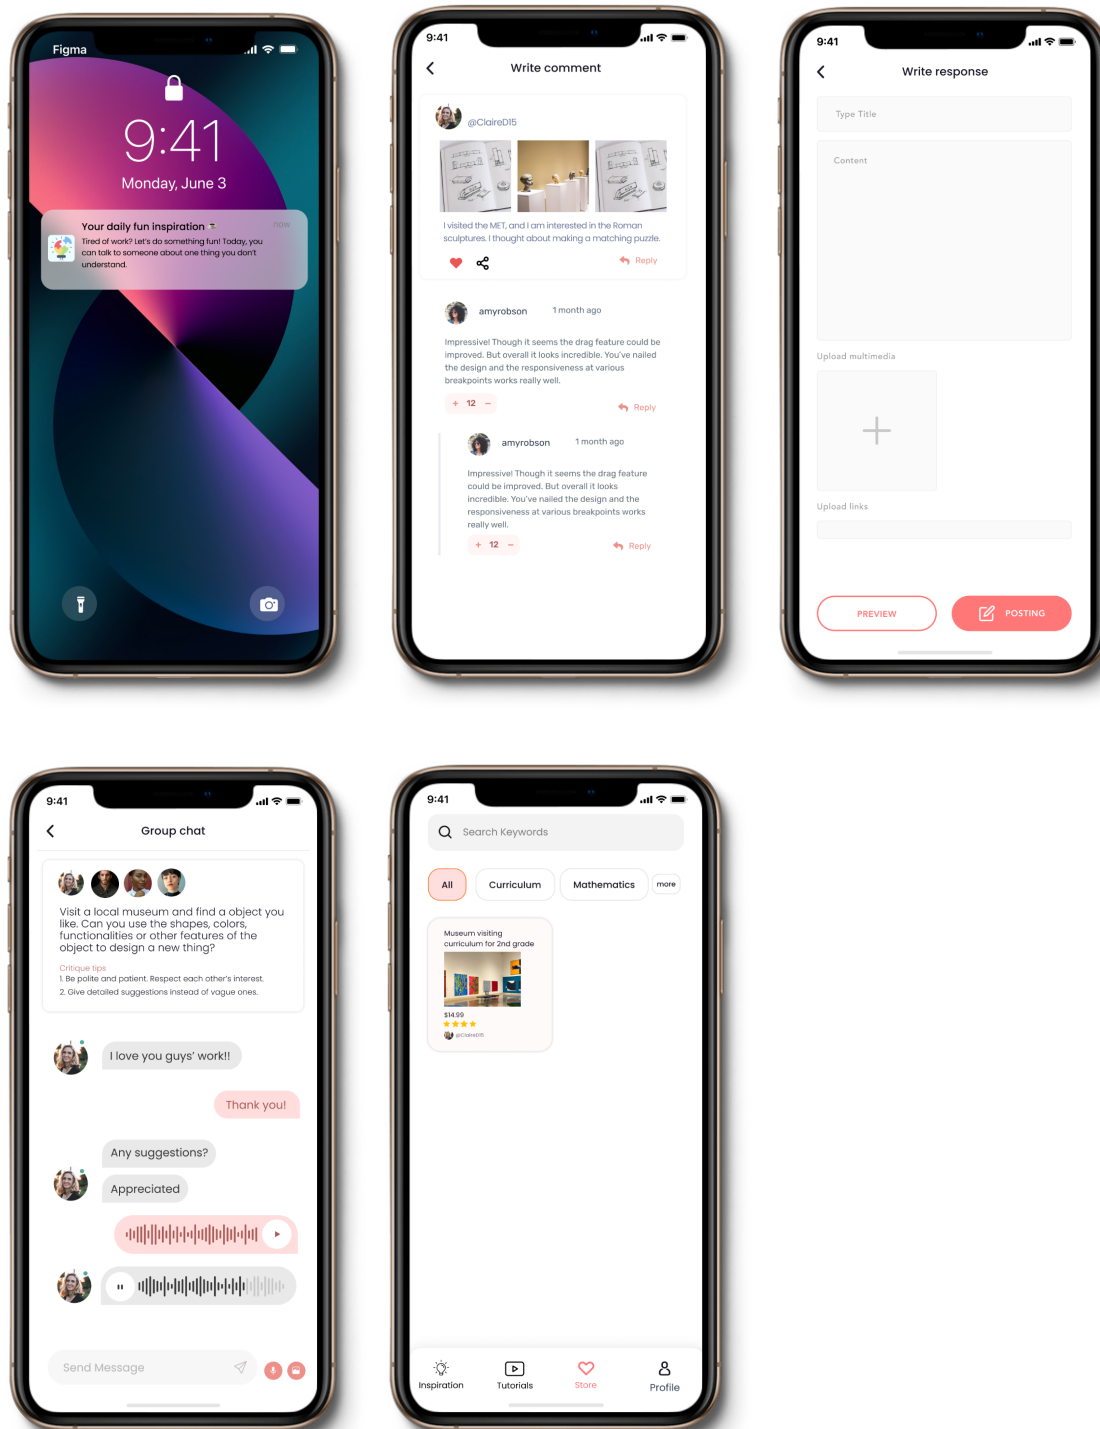 Figma
9:41
Monday, June 3
Your daily fun inspiration
now
Tired of work? Let's do something fun! Today, you
can talk to someone about one thing you don't
understand.
9:41
Write comment
@ClaireD15
I visited the MET, and I am interested in the Roman
sculptures. I thought about making a matching puzzle.
Reply
amyrobson
1 month ago
Impressive! Though it seems the drag feature could be
improved. But overall it looks incredible. You've nailed
the design and the responsiveness at various
breakpoints works really well.
+ 12 −
Reply
amyrobson
1 month ago
Impressive! Though it seems the drag feature
could be improved. But overall it looks
incredible. You've nailed the design and the
responsiveness at various breakpoints works
really well.
+ 12 −
Reply
9:41
Write response
Type Title
Content
Upload multimedia
Upload links
PREVIEW
POSTING
9:41
Group chat
Visit a local museum and find a object you
like. Can you use the shapes, colors,
functionalities or other features of the
object to design a new thing?
Critique tips
1. Be polite and patient. Respect each other's interest.
2. Give detailed suggestions instead of vague ones.
I love you guys' work!!
Thank you!
Any suggestions?
Appreciated
Send Message
9:41
Search Keywords
All
Curriculum
Mathematics
more
Museum visiting
curriculum for 2nd grade
$14.99
@ClaireD15
Inspiration
Tutorials
Store
Profile